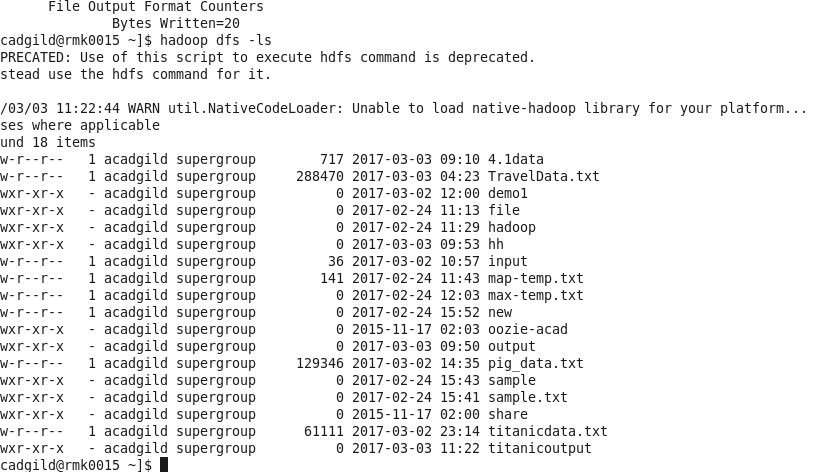 File Output Format Counters
Bytes Written=20
cadgild@rmk0015 ~]$ hadoop dfs -ls
PRECATED: Use of this script to execute hdfs command is deprecated.
stead use the hdfs command for it.
/03/03 11:22:44 WARN util.NativeCodeLoader: Unable to load native-hadoop library for your platform...
ses where applicable
und 18 items
w-r--r--   1 acadgild supergroup        717 2017-03-03 09:10 4.1data
w-r--r--   1 acadgild supergroup     288470 2017-03-03 04:23 TravelData.txt
wxr-xr-x   - acadgild supergroup          0 2017-03-02 12:00 demo1
wxr-xr-x   - acadgild supergroup          0 2017-02-24 11:13 file
wxr-xr-x   - acadgild supergroup          0 2017-02-24 11:29 hadoop
wxr-xr-x   - acadgild supergroup          0 2017-03-03 09:53 hh
w-r--r--   1 acadgild supergroup         36 2017-03-02 10:57 input
w-r--r--   1 acadgild supergroup        141 2017-02-24 11:43 map-temp.txt
w-r--r--   1 acadgild supergroup          0 2017-02-24 12:03 max-temp.txt
w-r--r--   1 acadgild supergroup          0 2017-02-24 15:52 new
wxr-xr-x   - acadgild supergroup          0 2015-11-17 02:03 oozie-acad
wxr-xr-x   - acadgild supergroup          0 2017-03-03 09:50 output
w-r--r--   1 acadgild supergroup     129346 2017-03-02 14:35 pig_data.txt
wxr-xr-x   - acadgild supergroup          0 2017-02-24 15:43 sample
wxr-xr-x   - acadgild supergroup          0 2017-02-24 15:41 sample.txt
wxr-xr-x   - acadgild supergroup          0 2015-11-17 02:00 share
w-r--r--   1 acadgild supergroup      61111 2017-03-02 23:14 titanicdata.txt
wxr-xr-x   - acadgild supergroup          0 2017-03-03 11:22 titanicoutput
cadgild@rmk0015 ~]$